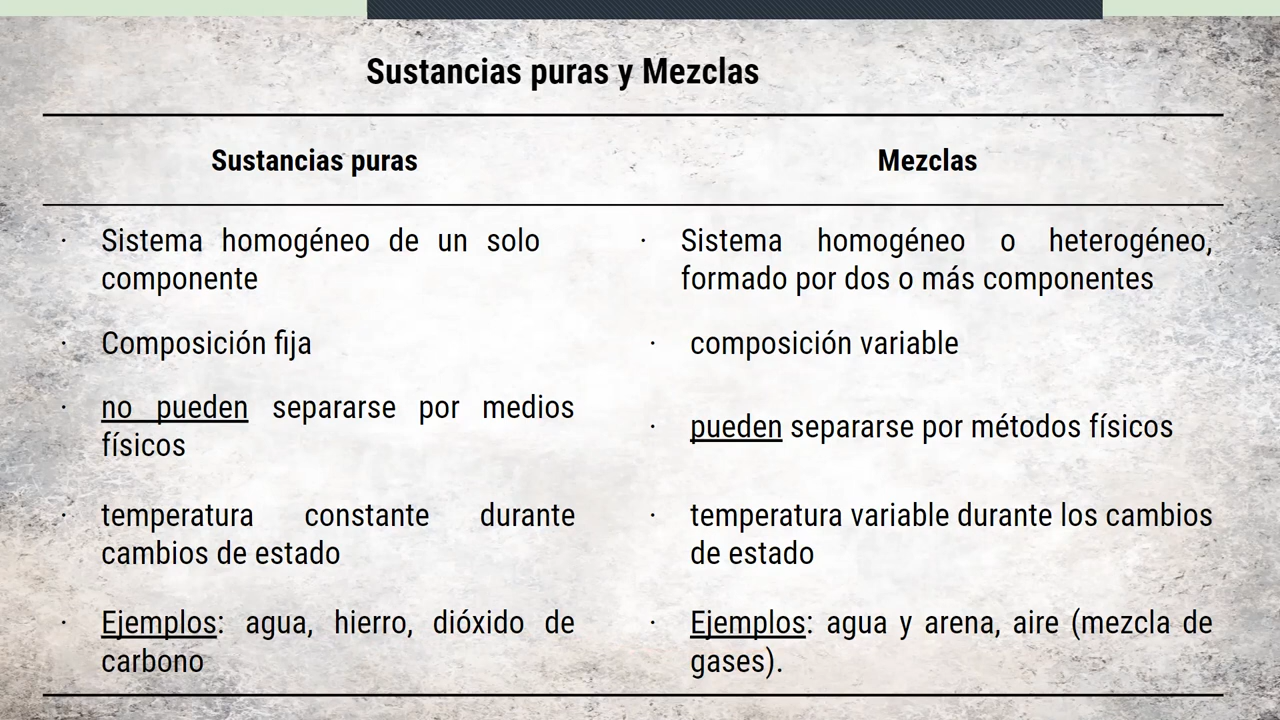 Sustancias puras y Mezclas
Sustancias puras
Mezclas
· Sistema homogéneo de un solo
componente
· Sistema homogéneo o heterogéneo,
formado por dos o más componentes
· Composición fija
· composición variable
· no pueden separarse por medios
físicos
· pueden separarse por métodos físicos
· temperatura constante durante
cambios de estado
· temperatura variable durante los cambios
de estado
· Ejemplos: agua, hierro, dióxido de
carbono
· Ejemplos: agua y arena, aire (mezcla de
gases).